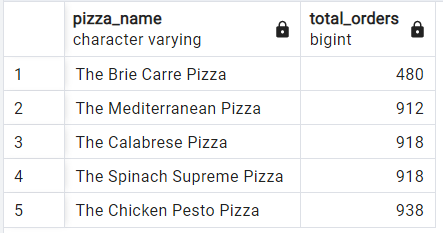 pizza_name total_orders
character varying bigint
1 The Brie Carre Pizza 480
2 The Mediterranean Pizza 912
3 The Calabrese Pizza 918
4 The Spinach Supreme Pizza 918
5 The Chicken Pesto Pizza 938